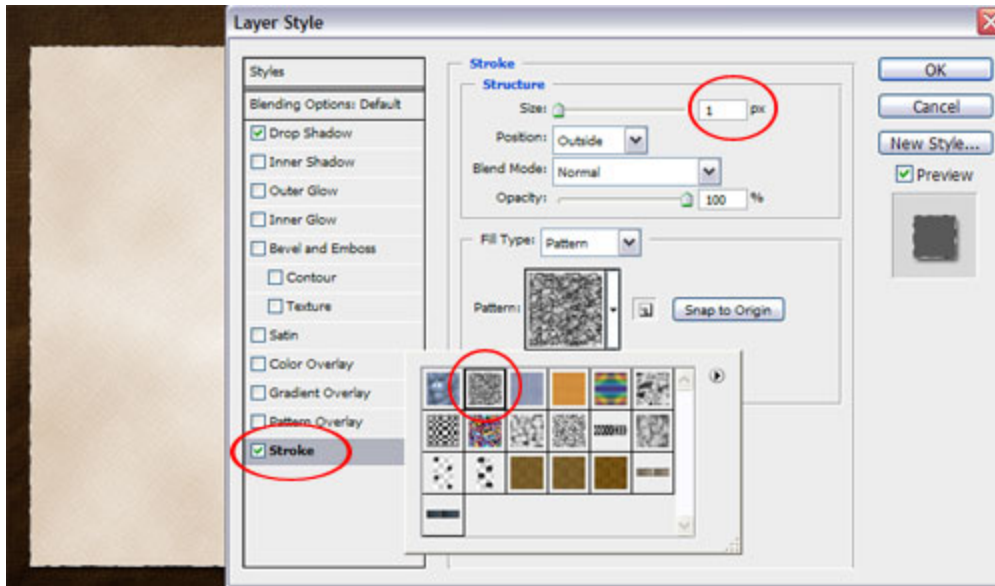 Layer Style
Styles
Blending Options: Default
Drop Shadow
Inner Shadow
Outer Glow
Inner Glow
Bevel and Emboss
Contour
Texture
Satin
Color Overlay
Gradient Overlay
Pattern Overlay
Stroke
Stroke
Structure
Size: 1 px
Position: Outside
Blend Mode: Normal
Opacity: 100 %
Fill Type: Pattern
Pattern: Snap to Origin
OK
Cancel
New Style...
Preview